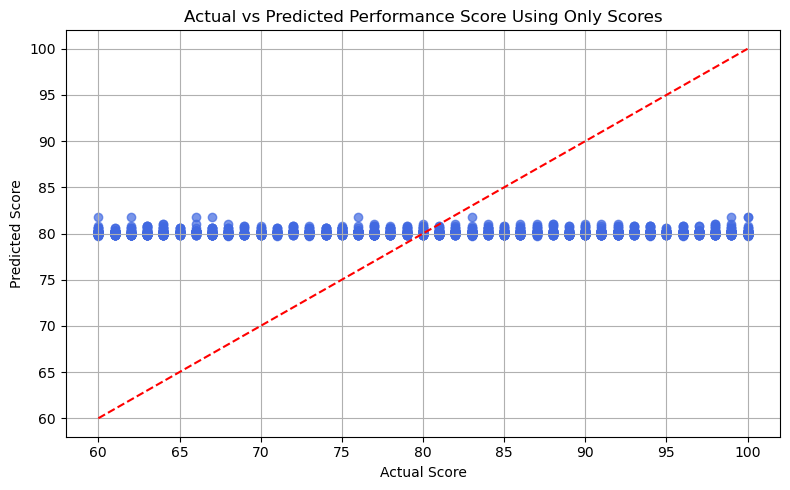 Actual vs Predicted Performance Score Using Only Scores
100
95
90
85
80
75
70
65
60
Predicted Score
60 65 70 75 80 85 90 95 100
Actual Score